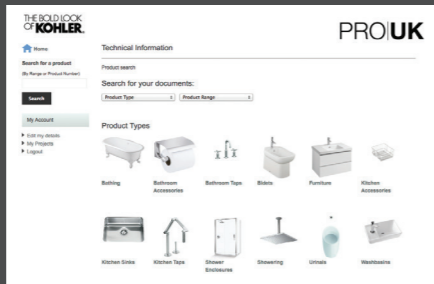 THE BOLD LOOK
OF KOHLER.
PRO|UK
Home
Technical Information
Search for a product
(By Range or Product Number)
Product search
Search for your documents:
Product Type
Product Range
Search
My Account
Edit my details
My Projects
Logout
Product Types
Bathing
Bathroom
Accessories
Bathroom Taps
Bidets
Furniture
Kitchen
Accessories
Kitchen Sinks
Kitchen Taps
Shower
Enclosures
Showering
Urinals
Washbasins